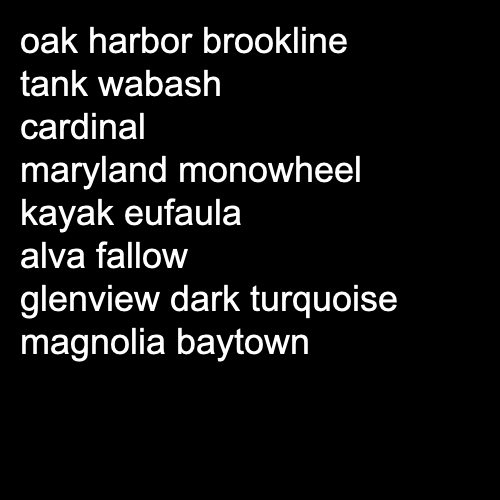 oak harbor brookline
tank wabash
cardinal
maryland monowheel
kayak eufaula
alva fallow
glenview dark turquoise
magnolia baytown